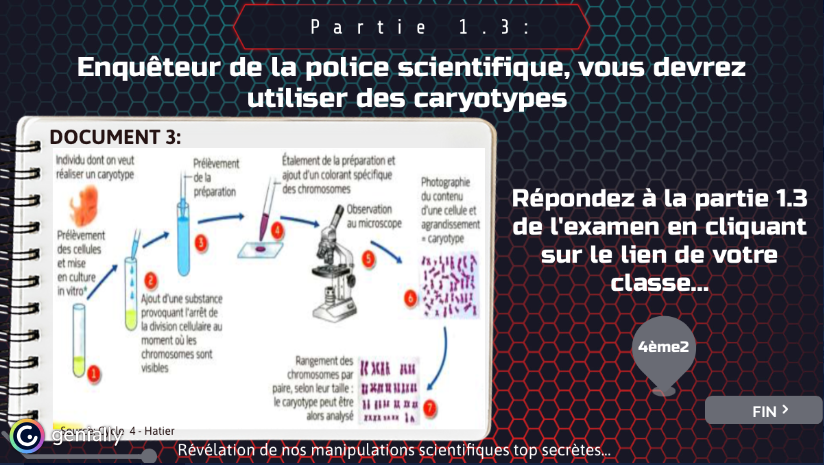 Partie 1.3:
Enquêteur de la police scientifique, vous devrez
utiliser des caryotypes
DOCUMENT 3:
Individu dont on veut
réaliser un caryotype
Prélèvement
des cellules
et mise
en culture
in vitro*
1
2
Ajout d'une substance
provoquant l'arrêt de
la division cellulaire au
moment où les
chromosomes sont
visibles
Prélèvement
de la
préparation
3
Étalement de la préparation et
ajout d'un colorant spécifique
des chromosomes
4
Observation
au microscope
5
Photographie
du contenu
d'une cellule et
agrandissement
= caryotype
6
Rangement des
chromosomes par
paire, selon leur taille :
le caryotype peut être
alors analysé
7
Source: Cycle 4 - Hatier
Répondez à la partie 1.3
de l'examen en cliquant
sur le lien de votre
classe...
4ème2
FIN >
genially
Révélation de nos manipulations scientifiques top secrètes...